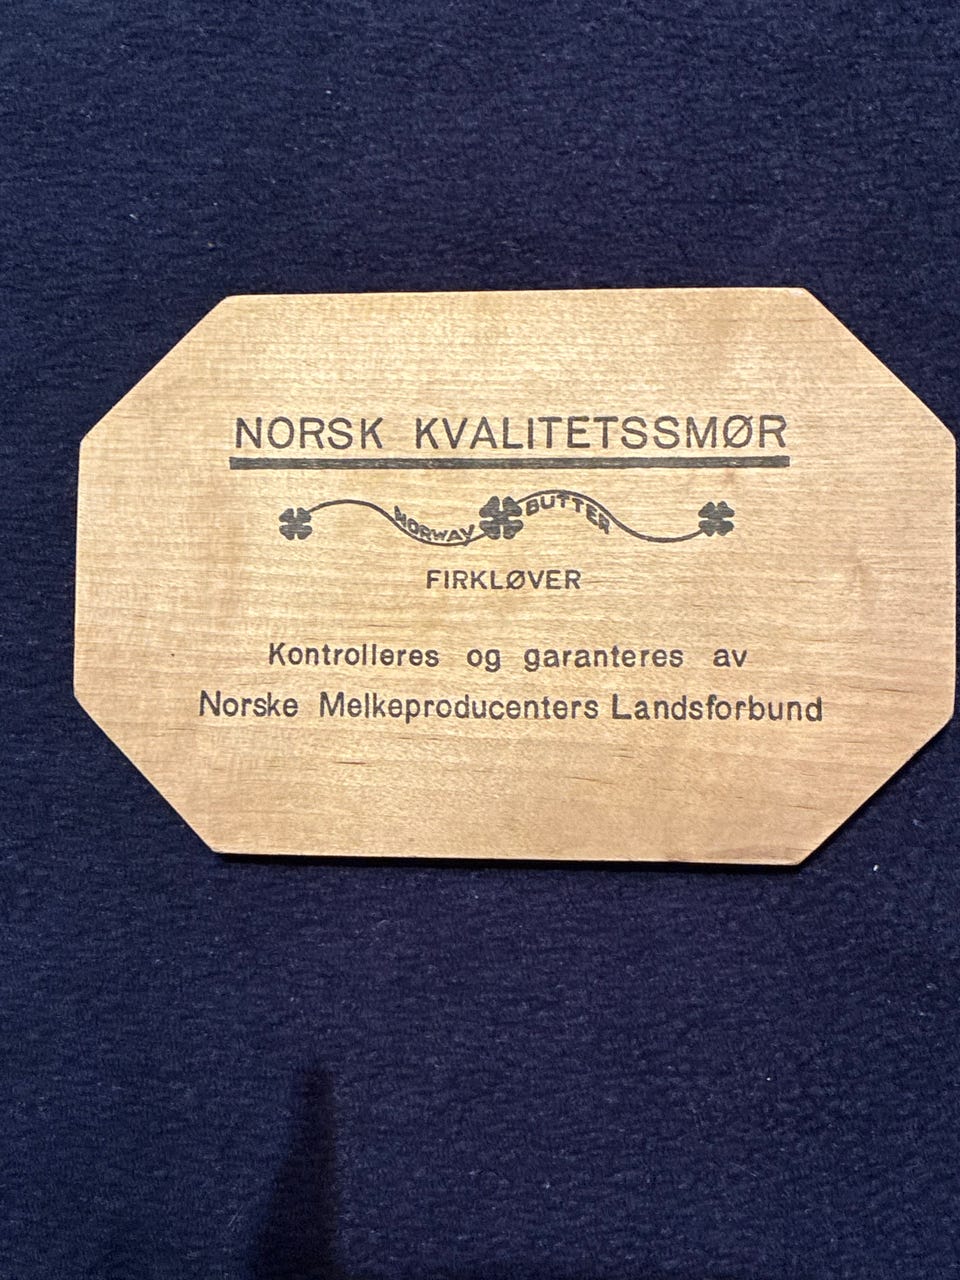 NORSK KVALITETSSMØR
NORWAY BUTTER
FIRKLØVER
Kontrolleres og garanteres av
Norske Melkeproducenters Landsforbund